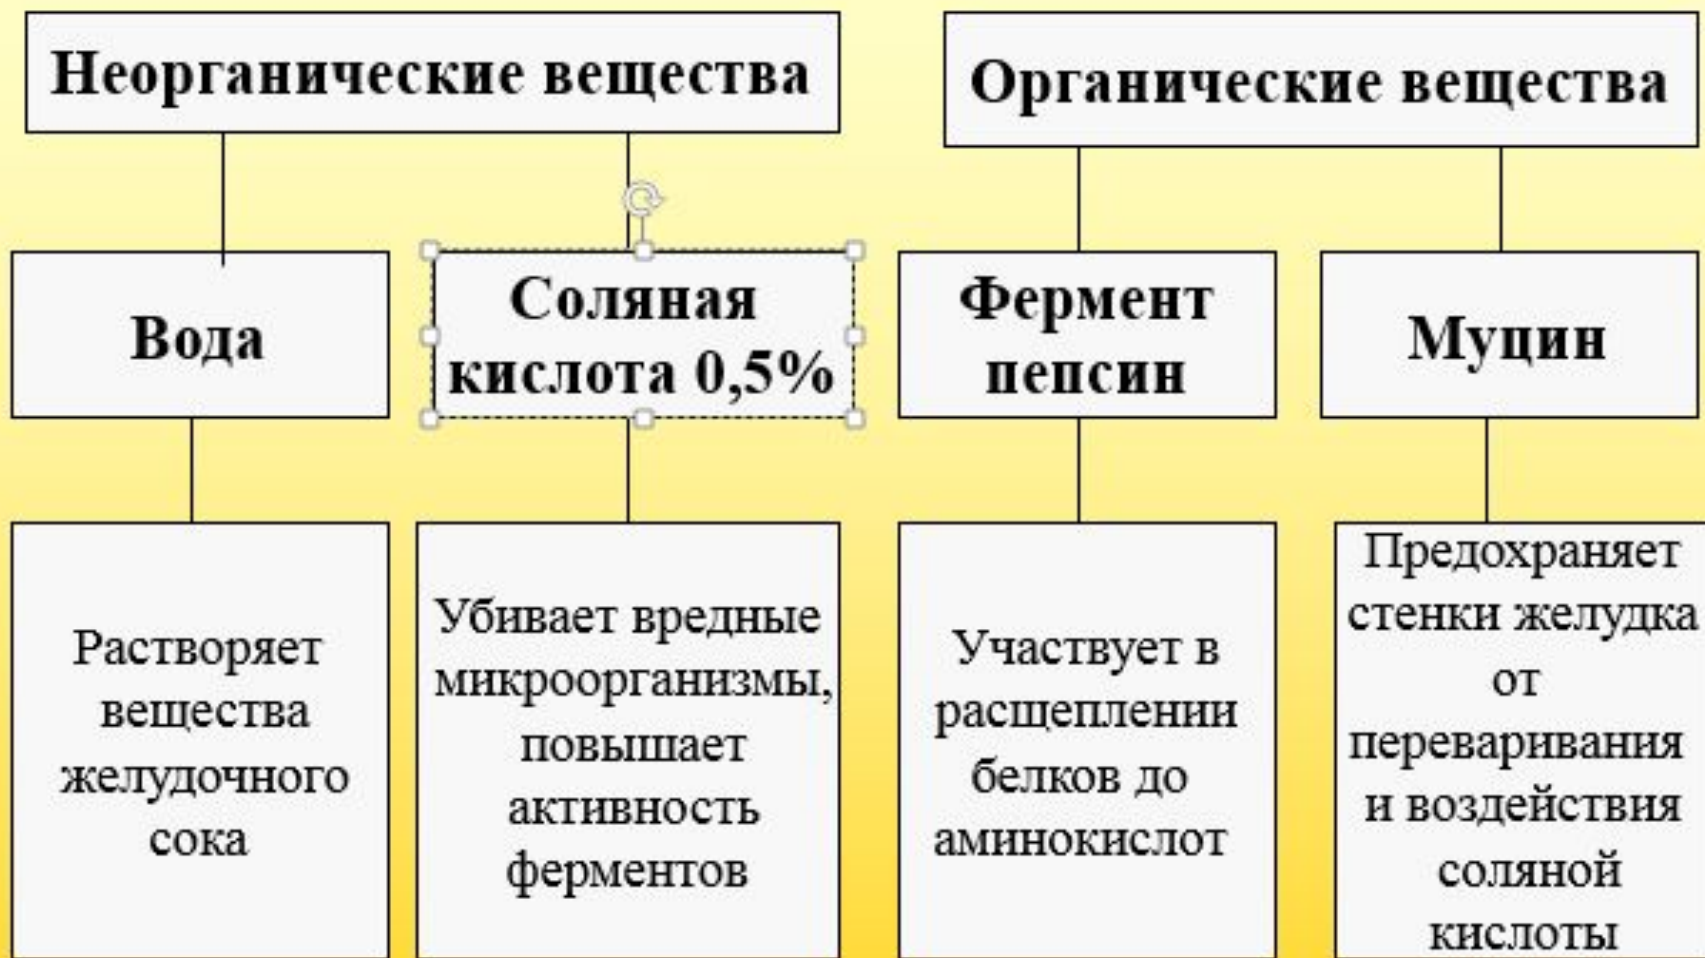 Неорганические вещества
Органические вещества
Вода
Соляная
кислота 0,5%
Фермент
пепсин
Муцин
Растворяет
вещества
желудочного
сока
Убивает вредные
микроорганизмы,
повышает
активность
ферментов
Участвует в
расщеплении
белков до
аминокислот
Предохраняет
стенки желудка
от
переваривания
и воздействия
соляной
кислоты